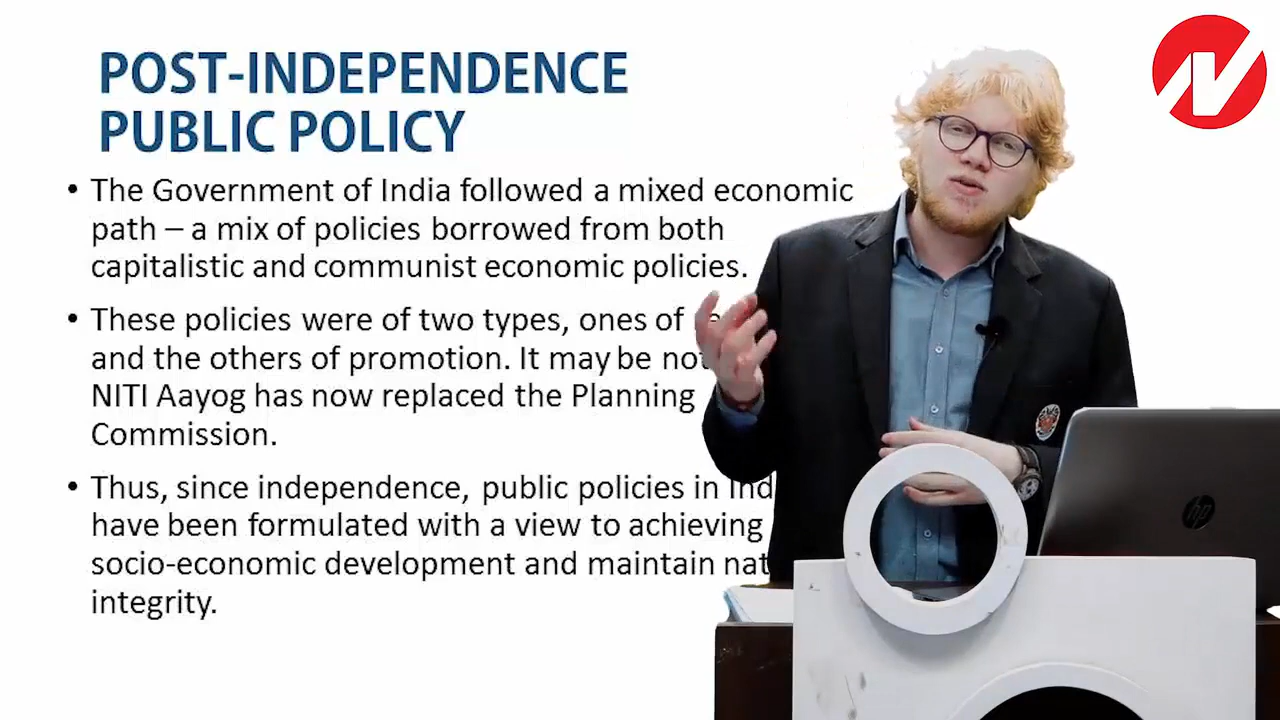 POST-INDEPENDENCE
PUBLIC POLICY
• The Government of India followed a mixed economic
path – a mix of policies borrowed from both
capitalistic and communist economic policies.
• These policies were of two types, ones of
and the others of promotion. It may be
NITI Aayog has now replaced the Planning
Commission.
• Thus, since independence, public policies in
have been formulated with a view to achieving
socio-economic development and maintain
integrity.
hp